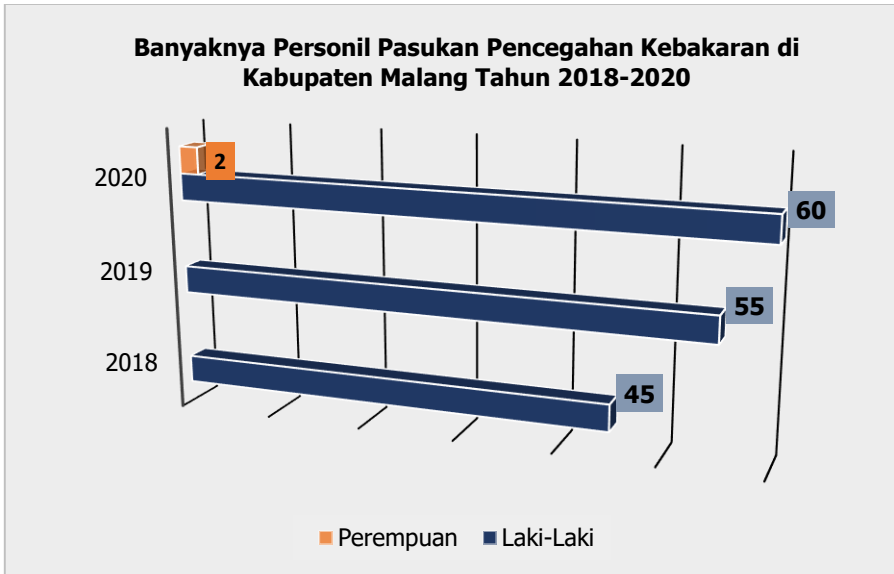 Banyaknya Personil Pasukan Pencegahan Kebakaran di
Kabupaten Malang Tahun 2018-2020
2
2020
60
2019
55
2018
45
Perempuan Laki-Laki